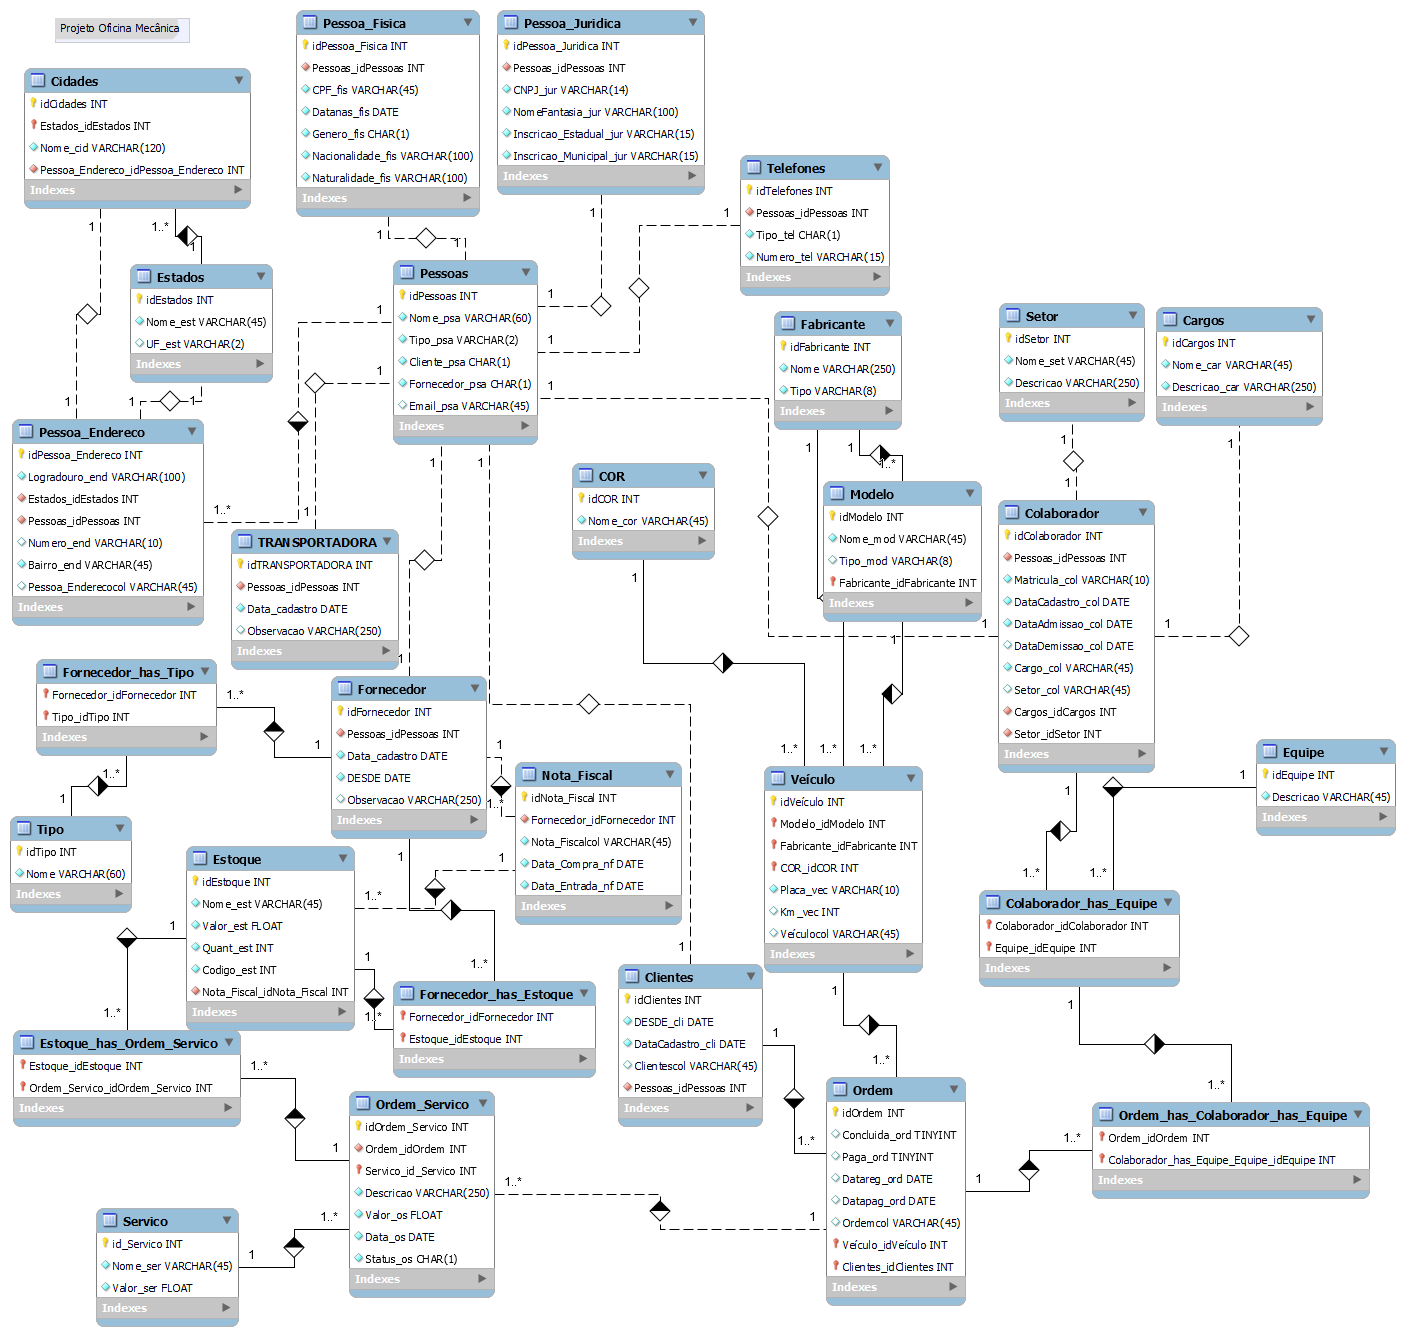 Projeto Oficina Mecânica
Cidades
idCidades INT
Estados_idEstados INT
Nome_cid VARCHAR(120)
Pessoa_Endereco_idPessoa_Endereco INT
Indexes
Pessoa_Fisica
idPessoa_Fisica INT
Pessoas_idPessoas INT
CPF_fis VARCHAR(45)
Datanas_fis DATE
Genero_fis CHAR(1)
Nacionalidade_fis VARCHAR(100)
Naturalidade_fis VARCHAR(100)
Indexes
Pessoa_Juridica
idPessoa_Juridica INT
Pessoas_idPessoas INT
CNPJ_jur VARCHAR(14)
NomeFantasia_jur VARCHAR(100)
Inscricao_Estadual_jur VARCHAR(15)
Inscricao_Municipal_jur VARCHAR(15)
Indexes
Telefones
idTelefones INT
Pessoas_idPessoas INT
Tipo_tel CHAR(1)
Numero_tel VARCHAR(15)
Indexes
1
1..*
1
1
1
1
1
Estados
idEstados INT
Nome_est VARCHAR(45)
UF_est VARCHAR(2)
Indexes
Pessoas
idPessoas INT
Nome_psa VARCHAR(60)
Tipo_psa VARCHAR(2)
Cliente_psa CHAR(1)
Fornecedor_psa CHAR(1)
Email_psa VARCHAR(45)
Indexes
1
1
1
1
1
Fabricante
idFabricante INT
Nome VARCHAR(250)
Tipo VARCHAR(8)
Indexes
Setor
idSetor INT
Nome_set VARCHAR(45)
Descricao VARCHAR(250)
Indexes
Cargos
idCargos INT
Nome_car VARCHAR(45)
Descricao_car VARCHAR(250)
Indexes
1
1
1
Pessoa_Endereco
idPessoa_Endereco INT
Logradouro_end VARCHAR(100)
Estados_idEstados INT
Pessoas_idPessoas INT
Numero_end VARCHAR(10)
Bairro_end VARCHAR(45)
Pessoa_Enderecocol VARCHAR(45)
Indexes
1..*
1
1
1
1
1
1..*
1
1
1
TRANSPORTADORA
idTRANSPORTADORA INT
Pessoas_idPessoas INT
Data_cadastro DATE
Observacao VARCHAR(250)
Indexes
COR
idCOR INT
Nome_cor VARCHAR(45)
Indexes
Modelo
idModelo INT
Nome_mod VARCHAR(45)
Tipo_mod VARCHAR(8)
Fabricante_idFabricante INT
Indexes
Colaborador
idColaborador INT
Pessoas_idPessoas INT
Matricula_col VARCHAR(10)
DataCadastro_col DATE
DataAdmissao_col DATE
DataDemissao_col DATE
Cargo_col VARCHAR(45)
Setor_col VARCHAR(45)
Cargos_idCargos INT
Setor_idSetor INT
Indexes
1
1
1
1
1
Fornecedor_has_Tipo
Fornecedor_idFornecedor INT
Tipo_idTipo INT
Indexes
1..*
1
1..*
1
Fornecedor
idFornecedor INT
Pessoas_idPessoas INT
Data_cadastro DATE
DESDE DATE
Observacao VARCHAR(250)
Indexes
1
1..*
Nota_Fiscal
idNota_Fiscal INT
Fornecedor_idFornecedor INT
Nota_Fiscalcol VARCHAR(45)
Data_Compra_nf DATE
Data_Entrada_nf DATE
Indexes
1..*
1..*
1..*
Veículo
idVeículo INT
Modelo_idModelo INT
Fabricante_idFabricante INT
COR_idCOR INT
Placa_vec VARCHAR(10)
Km_vec INT
Veículocol VARCHAR(45)
Indexes
Equipe
idEquipe INT
Descricao VARCHAR(45)
Indexes
1
1
1..*
1..*
Tipo
idTipo INT
Nome VARCHAR(60)
Indexes
Estoque
idEstoque INT
Nome_est VARCHAR(45)
Valor_est FLOAT
Quant_est INT
Codigo_est INT
Nota_Fiscal_idNota_Fiscal INT
Indexes
1
1..*
1
1..*
1
1..*
1
1..*
Colaborador_has_Equipe
Colaborador_idColaborador INT
Equipe_idEquipe INT
Indexes
Fornecedor_has_Estoque
Fornecedor_idFornecedor INT
Estoque_idEstoque INT
Indexes
Clientes
idClientes INT
DESDE_cli DATE
DataCadastro_cli DATE
Clientescol VARCHAR(45)
Pessoas_idPessoas INT
Indexes
1
1
1..*
1
1..*
1
1..*
Estoque_has_Ordem_Servico
Estoque_idEstoque INT
Ordem_Servico_idOrdem_Servico INT
Indexes
1..*
1
Ordem_Servico
idOrdem_Servico INT
Ordem_idOrdem INT
Servico_id_Servico INT
Descricao VARCHAR(250)
Valor_os FLOAT
Data_os DATE
Status_os CHAR(1)
Indexes
Ordem
idOrdem INT
Concluida_ord TINYINT
Paga_ord TINYINT
Datareg_ord DATE
Datapag_ord DATE
Ordemcol VARCHAR(45)
Veículo_idVeículo INT
Clientes_idClientes INT
Indexes
Ordem_has_Colaborador_has_Equipe
Ordem_idOrdem INT
Colaborador_has_Equipe_Equipe_idEquipe INT
Indexes
1..*
1
1..*
1
1..*
1
Servico
id_Servico INT
Nome_ser VARCHAR(45)
Valor_ser FLOAT
Indexes